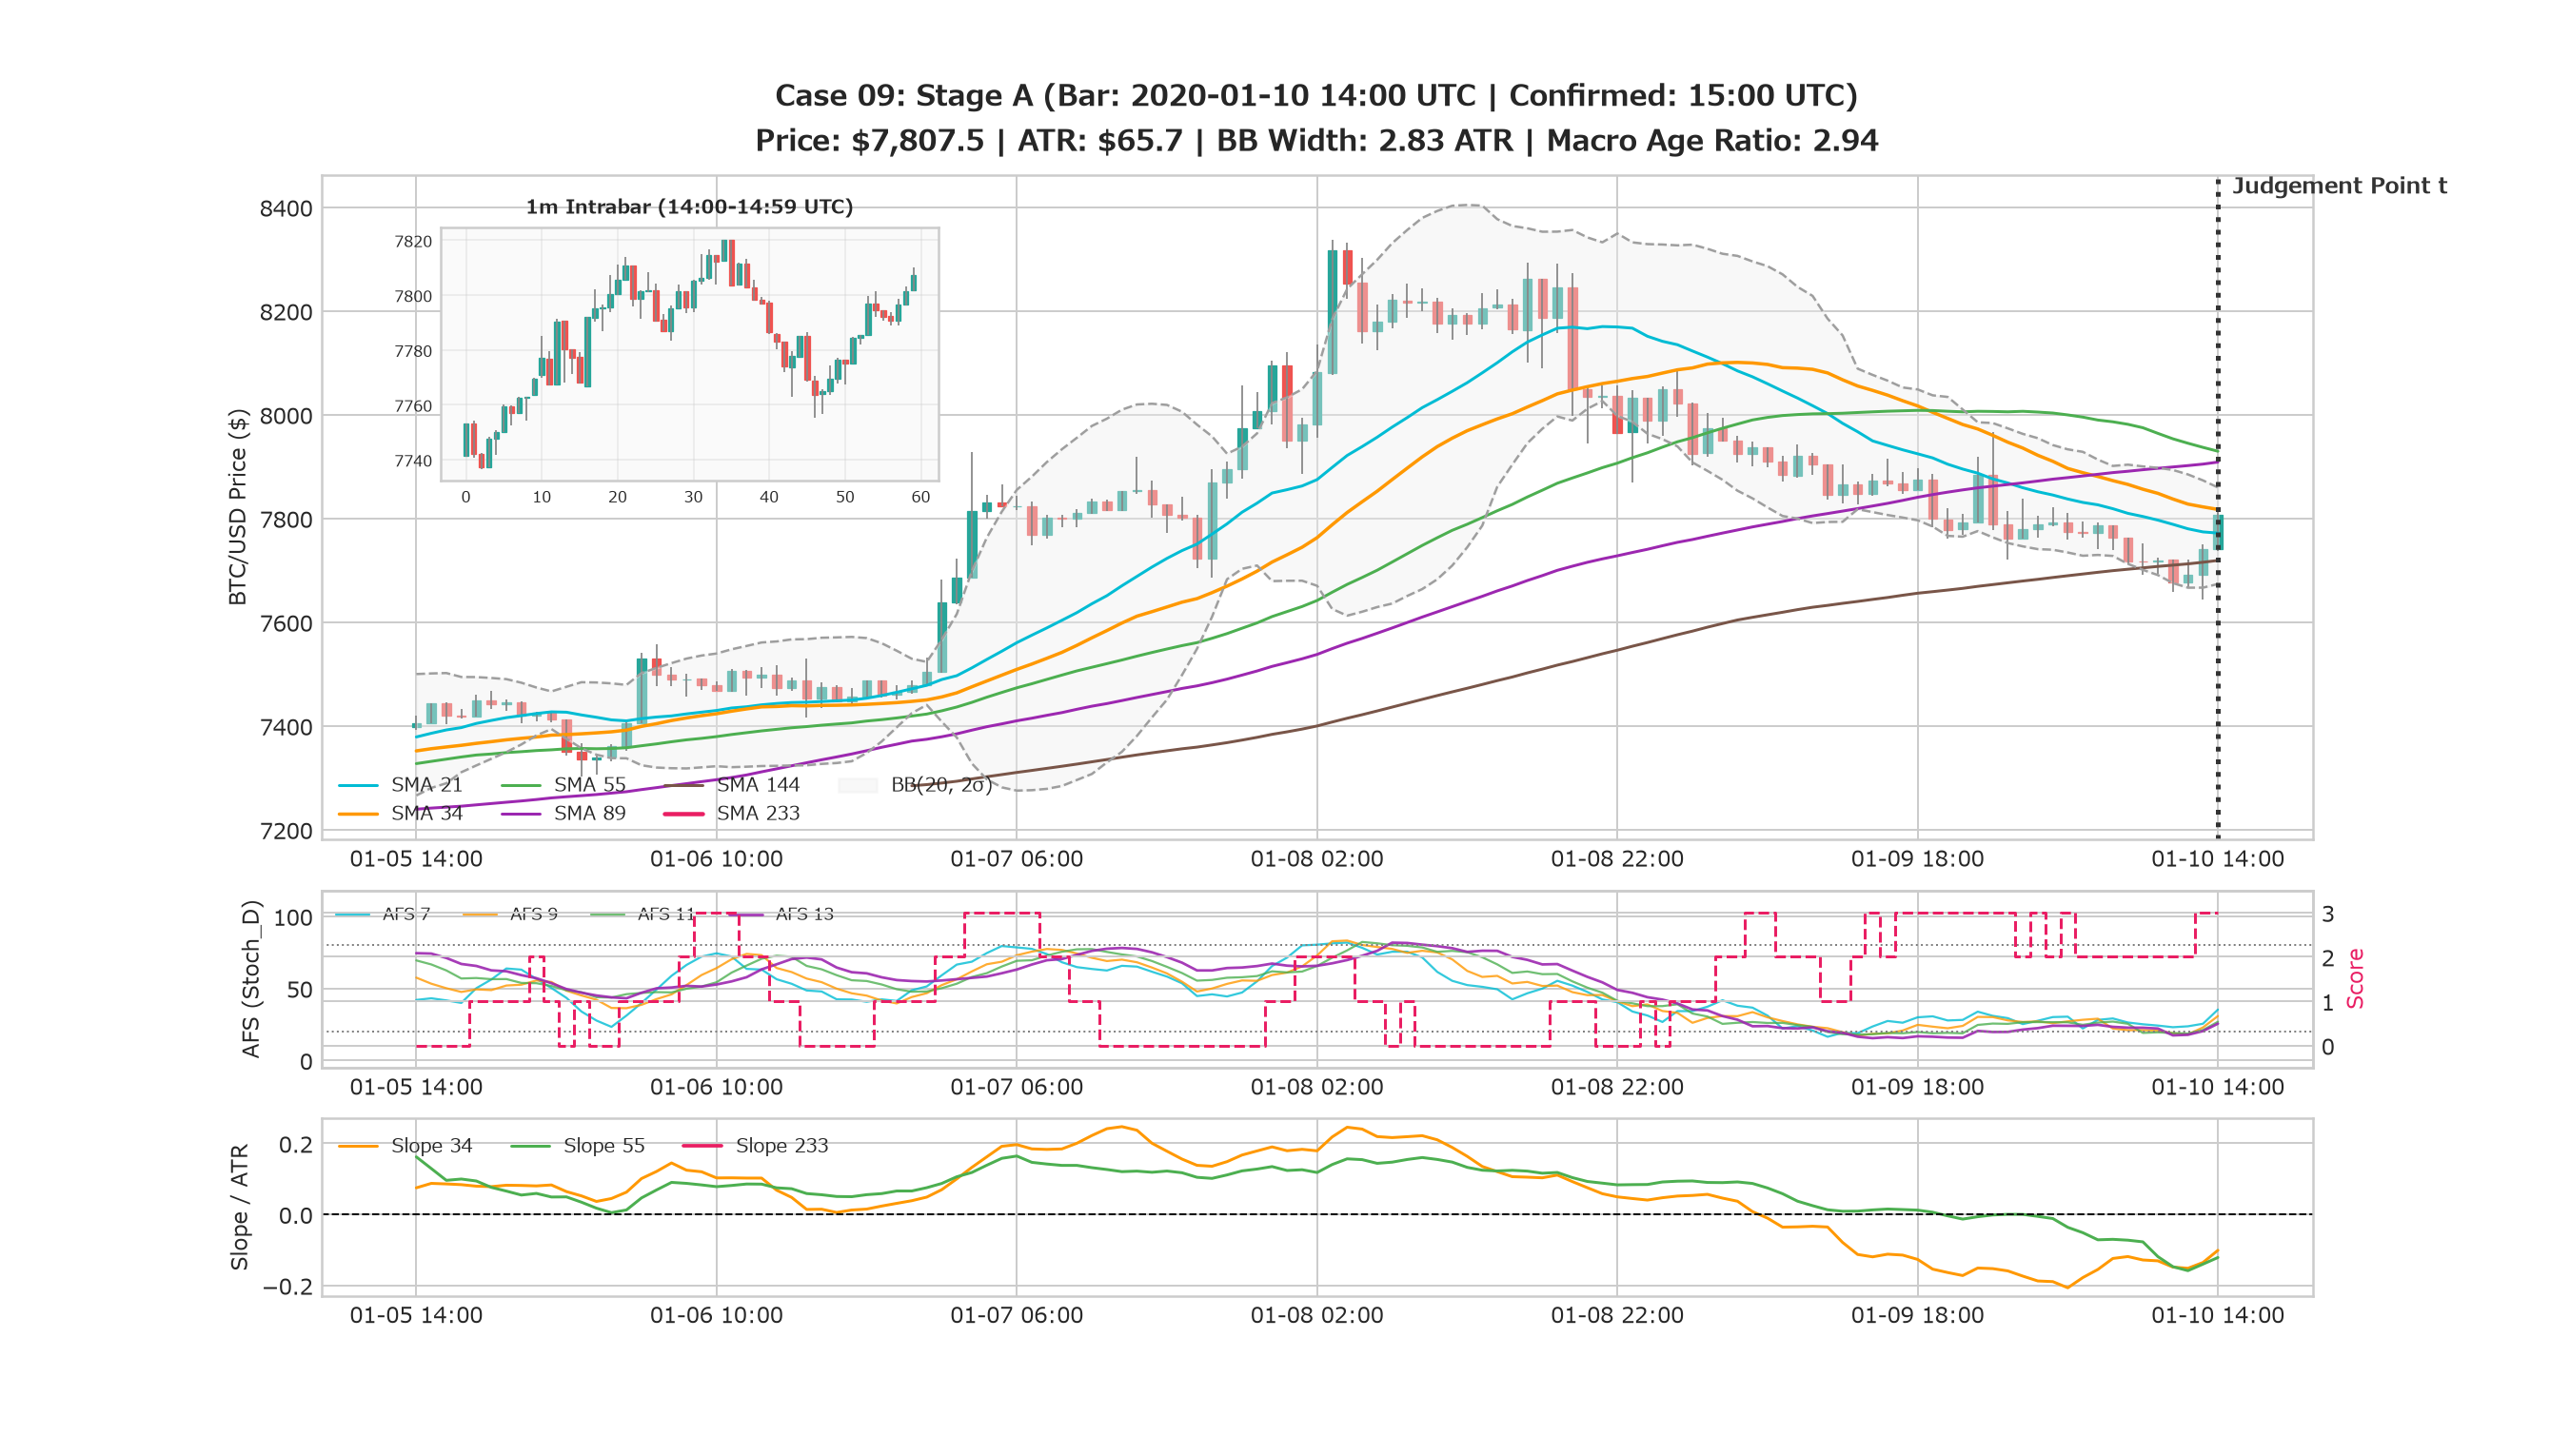 Case 09: Stage A (Bar: 2020-01-10 14:00 UTC | Confirmed: 15:00 UTC)
Price: $7,807.5 | ATR: $65.7 | BB Width: 2.83 ATR | Macro Age Ratio: 2.94
Judgement Point t
BTC/USD Price ($)
8400
8200
8000
7800
7600
7400
7200
1m Intrabar (14:00-14:59 UTC)
7820
7800
7780
7760
7740
0 10 20 30 40 50 60
SMA 21 SMA 55 SMA 144 BB(20, 2σ)
SMA 34 SMA 89 SMA 233
01-05 14:00 01-06 10:00 01-07 06:00 01-08 02:00 01-08 22:00 01-09 18:00 01-10 14:00
AFS (Stoch_D)
100
50
0
AFS 7 AFS 9 AFS 11 AFS 13
3
2
1
0
Score
01-05 14:00 01-06 10:00 01-07 06:00 01-08 02:00 01-08 22:00 01-09 18:00 01-10 14:00
Slope / ATR
0.2
0.0
−0.2
Slope 34 Slope 55 Slope 233
01-05 14:00 01-06 10:00 01-07 06:00 01-08 02:00 01-08 22:00 01-09 18:00 01-10 14:00